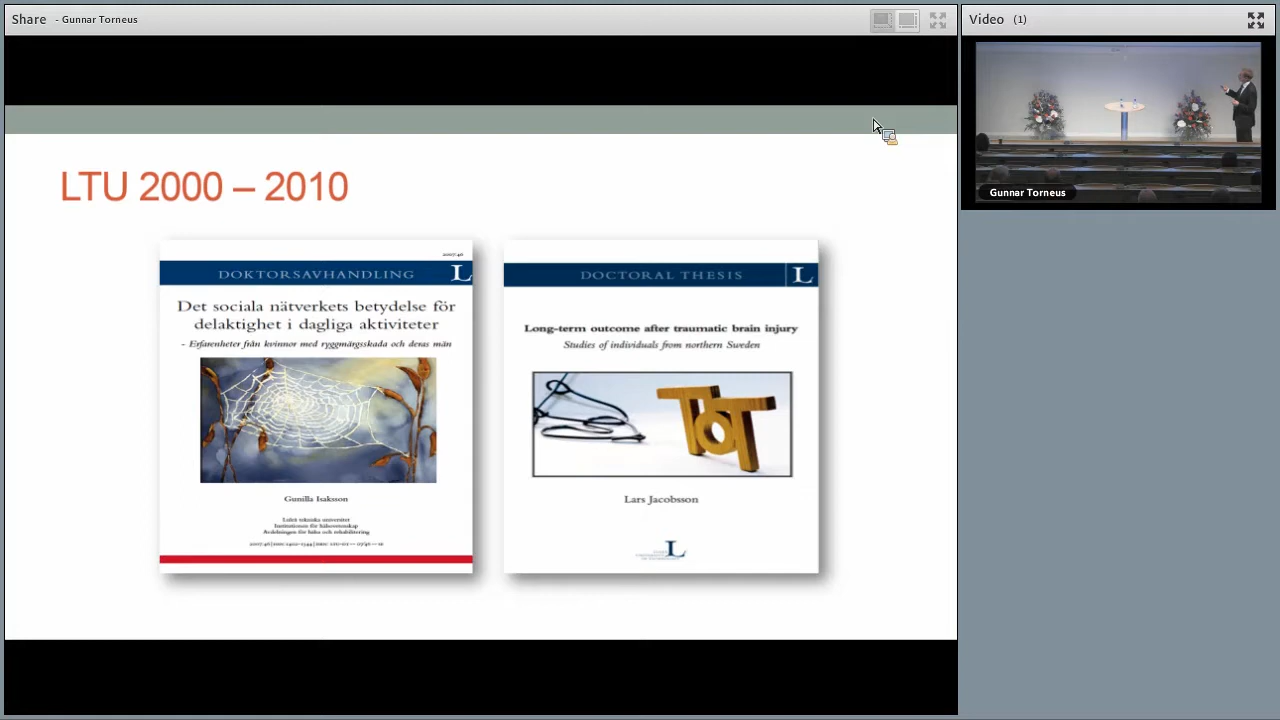 Share - Gunnar Torneus
Video (1)
Gunnar Torneus
LTU 2000 – 2010
2007:46
DOKTORSAVHANDLING L
Det sociala nätverkets betydelse för
delaktighet i dagliga aktiviteter
- Erfarenheter från kvinnor med ryggmärgsskada och deras män
Gunilla Isaksson
Luleå tekniska universitet
Institutionen för hälsovetenskap
Avdelningen för hälsa och rehabilitering
DOCTORAL THESIS L
Long-term outcome after traumatic brain injury
Studies of individuals from northern Sweden
TOT
Lars Jacobsson
L